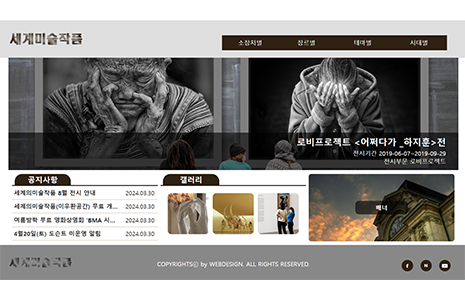 세계미술작품
소장처별 장르별 테마별 시대별
로비프로젝트 <어쩌다가 _하지훈>전
전시기간 2019-06-07~2019-09-29
전시부문 로비프로젝트
공지사항
세계의미술작품 8월 전시 안내 2024.03.30
세계의미술작품(이우환공간) 무료 개... 2024.03.30
여름방학 무료 영화상영회 'BMA 시... 2024.03.30
4월20일(토) 도슨트 미운영 알림 2024.03.30
갤러리
배너
세계미술작품
COPYRIGHTⓒ by WEBDESIGN. ALL RIGHTS RESERVED.